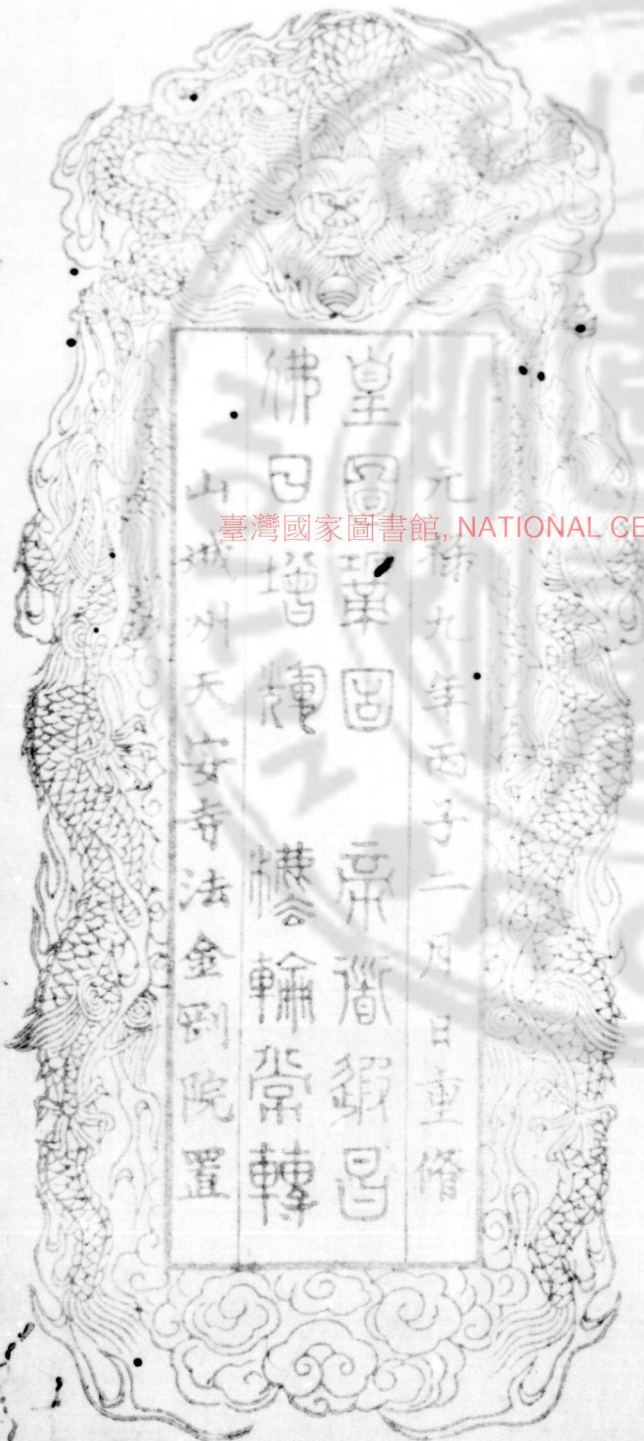 元祿九年丙子二月日重脩
皇圖鞏固　帝道遐昌
佛日增輝　法輪常轉
山城州天安寺法金剛院置
臺灣國家圖書館, NATIONAL CE